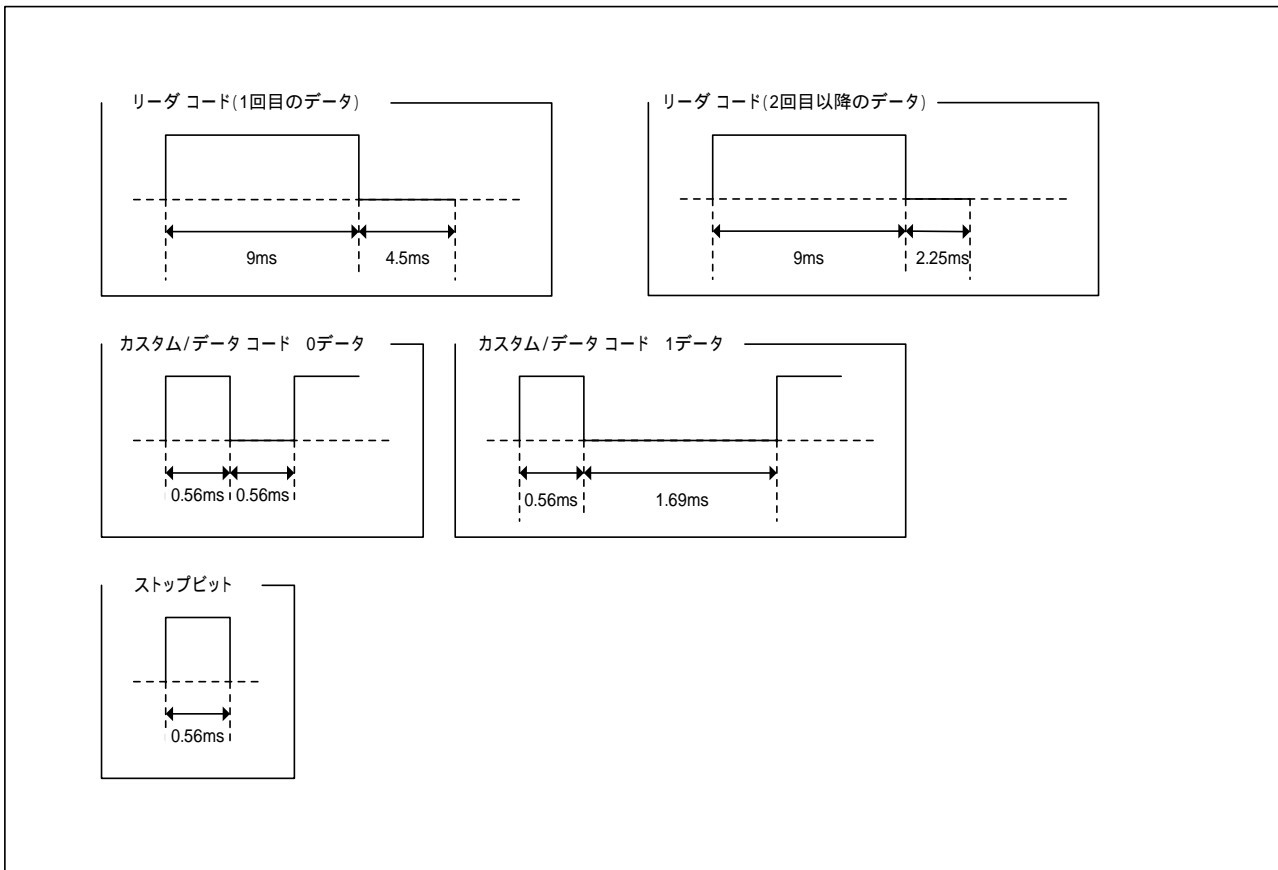 リーダ コード(1回目のデータ)
リーダ コード(2回目以降のデータ)
9ms
4.5ms
9ms
2.25ms
カスタム/データ コード 0データ
カスタム/データ コード 1データ
0.56ms
0.56ms
0.56ms
1.69ms
ストップビット
0.56ms